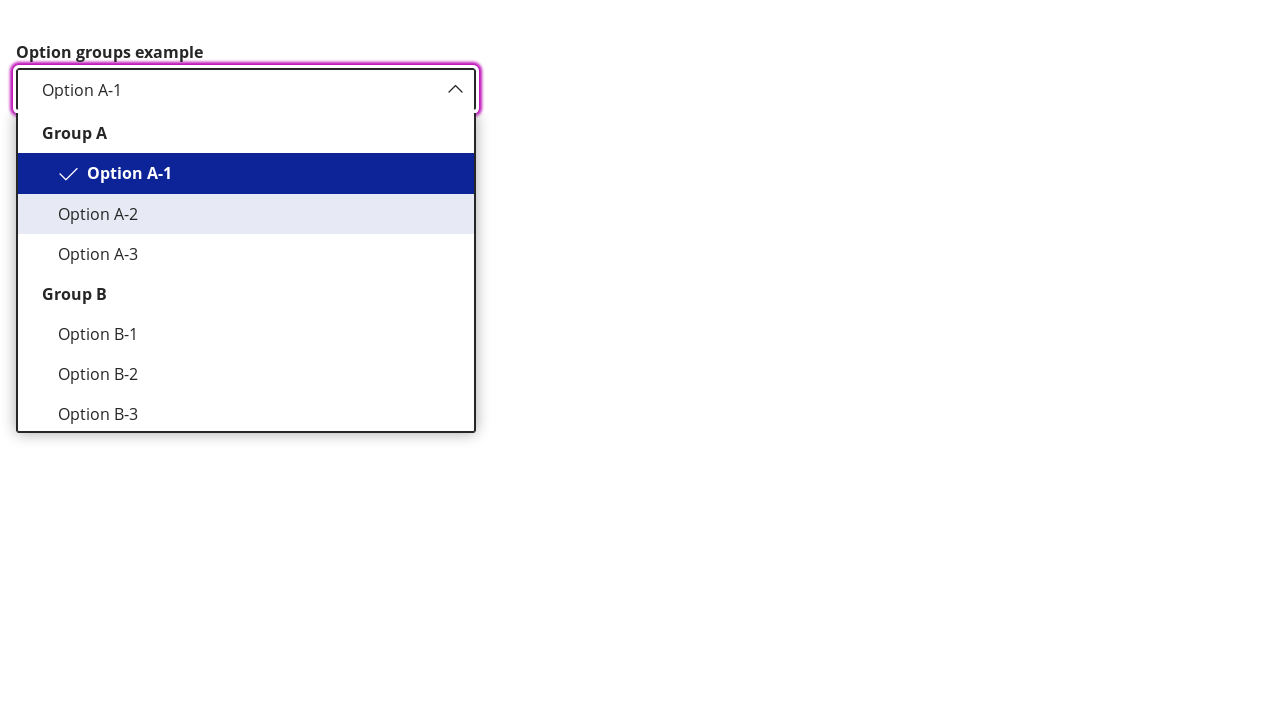 Option groups example
Option A-1
Group A
Option A-1
Option A-2
Option A-3
Group B
Option B-1
Option B-2
Option B-3